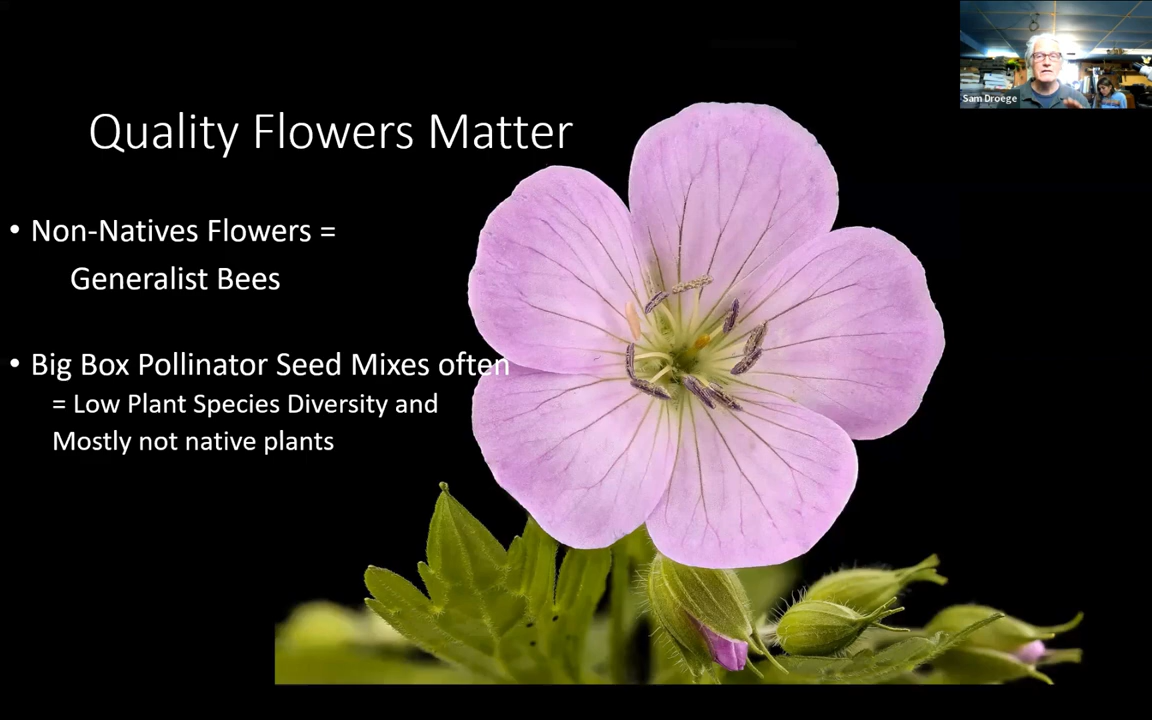 Sam Droege
Quality Flowers Matter
• Non-Natives Flowers =
Generalist Bees
• Big Box Pollinator Seed Mixes often
= Low Plant Species Diversity and
Mostly not native plants